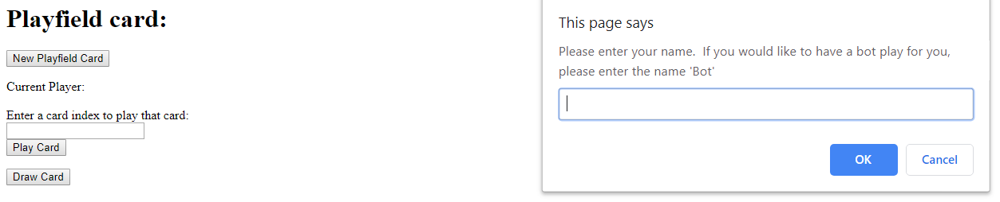 Playfield card:
New Playfield Card
Current Player:
Enter a card index to play that card:
Play Card
Draw Card
This page says
Please enter your name.  If you would like to have a bot play for you,
please enter the name 'Bot'
OK
Cancel